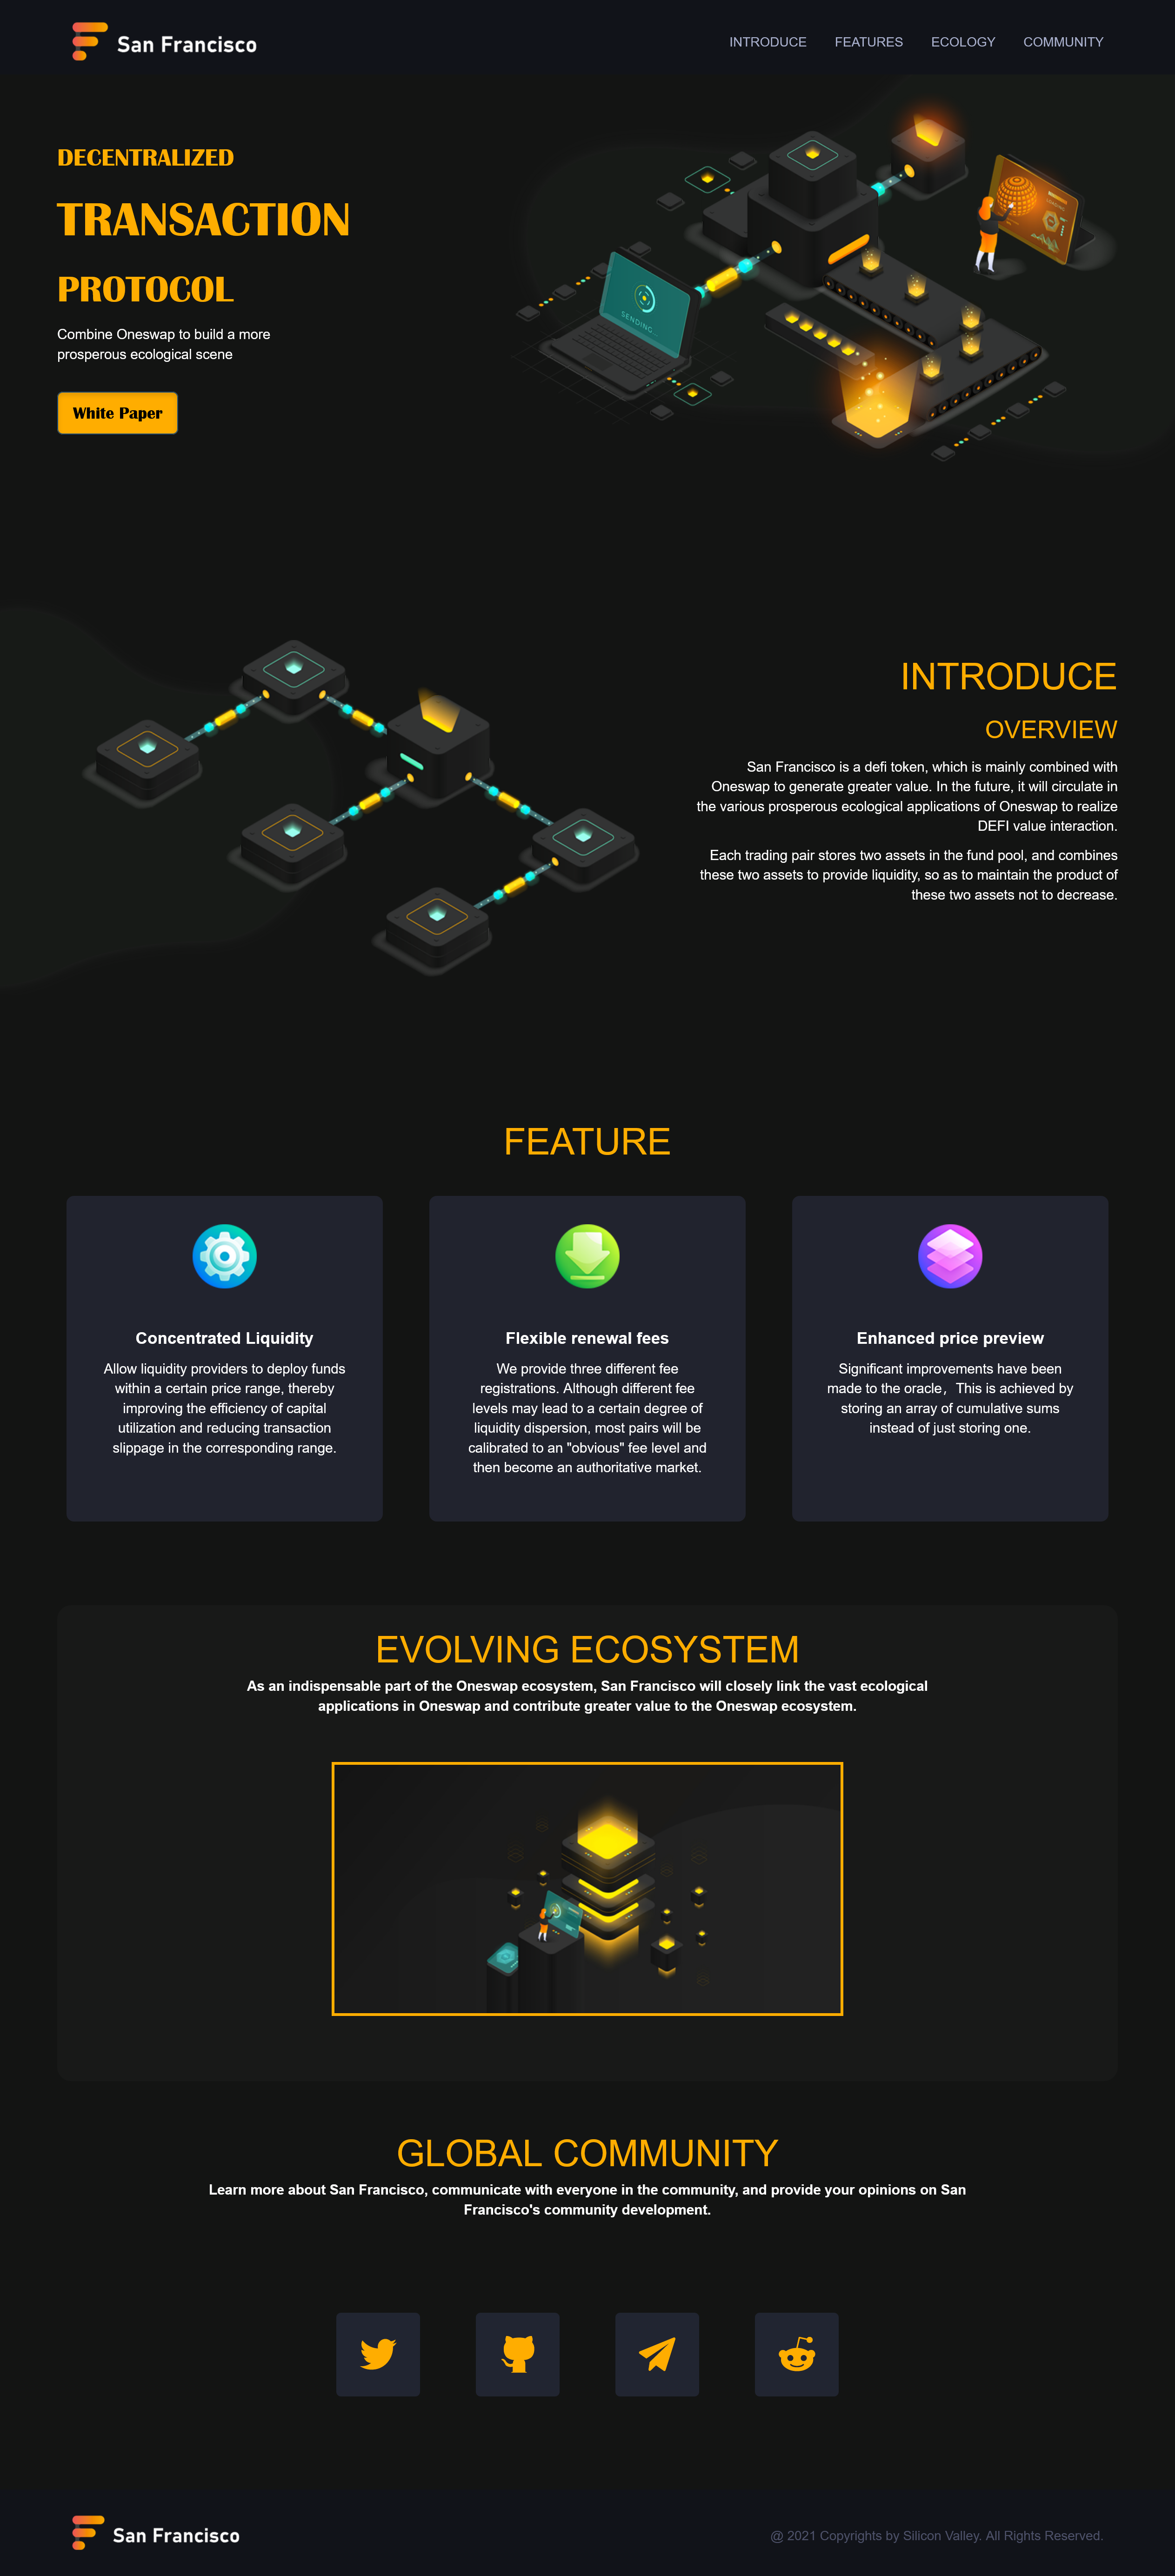 San Francisco
INTRODUCE FEATURES ECOLOGY COMMUNITY
DECENTRALIZED
TRANSACTION
PROTOCOL
Combine Oneswap to build a more
prosperous ecological scene
White Paper
SENDING...
INTRODUCE
OVERVIEW
San Francisco is a defi token, which is mainly combined with
Oneswap to generate greater value. In the future, it will circulate in
the various prosperous ecological applications of Oneswap to realize
DEFI value interaction.
Each trading pair stores two assets in the fund pool, and combines
these two assets to provide liquidity, so as to maintain the product of
these two assets not to decrease.
FEATURE
Concentrated Liquidity
Allow liquidity providers to deploy funds
within a certain price range, thereby
improving the efficiency of capital
utilization and reducing transaction
slippage in the corresponding range.
Flexible renewal fees
We provide three different fee
registrations. Although different fee
levels may lead to a certain degree of
liquidity dispersion, most pairs will be
calibrated to an "obvious" fee level and
then become an authoritative market.
Enhanced price preview
Significant improvements have been
made to the oracle，This is achieved by
storing an array of cumulative sums
instead of just storing one.
EVOLVING ECOSYSTEM
As an indispensable part of the Oneswap ecosystem, San Francisco will closely link the vast ecological
applications in Oneswap and contribute greater value to the Oneswap ecosystem.
GLOBAL COMMUNITY
Learn more about San Francisco, communicate with everyone in the community, and provide your opinions on San
Francisco's community development.
San Francisco
@ 2021 Copyrights by Silicon Valley. All Rights Reserved.